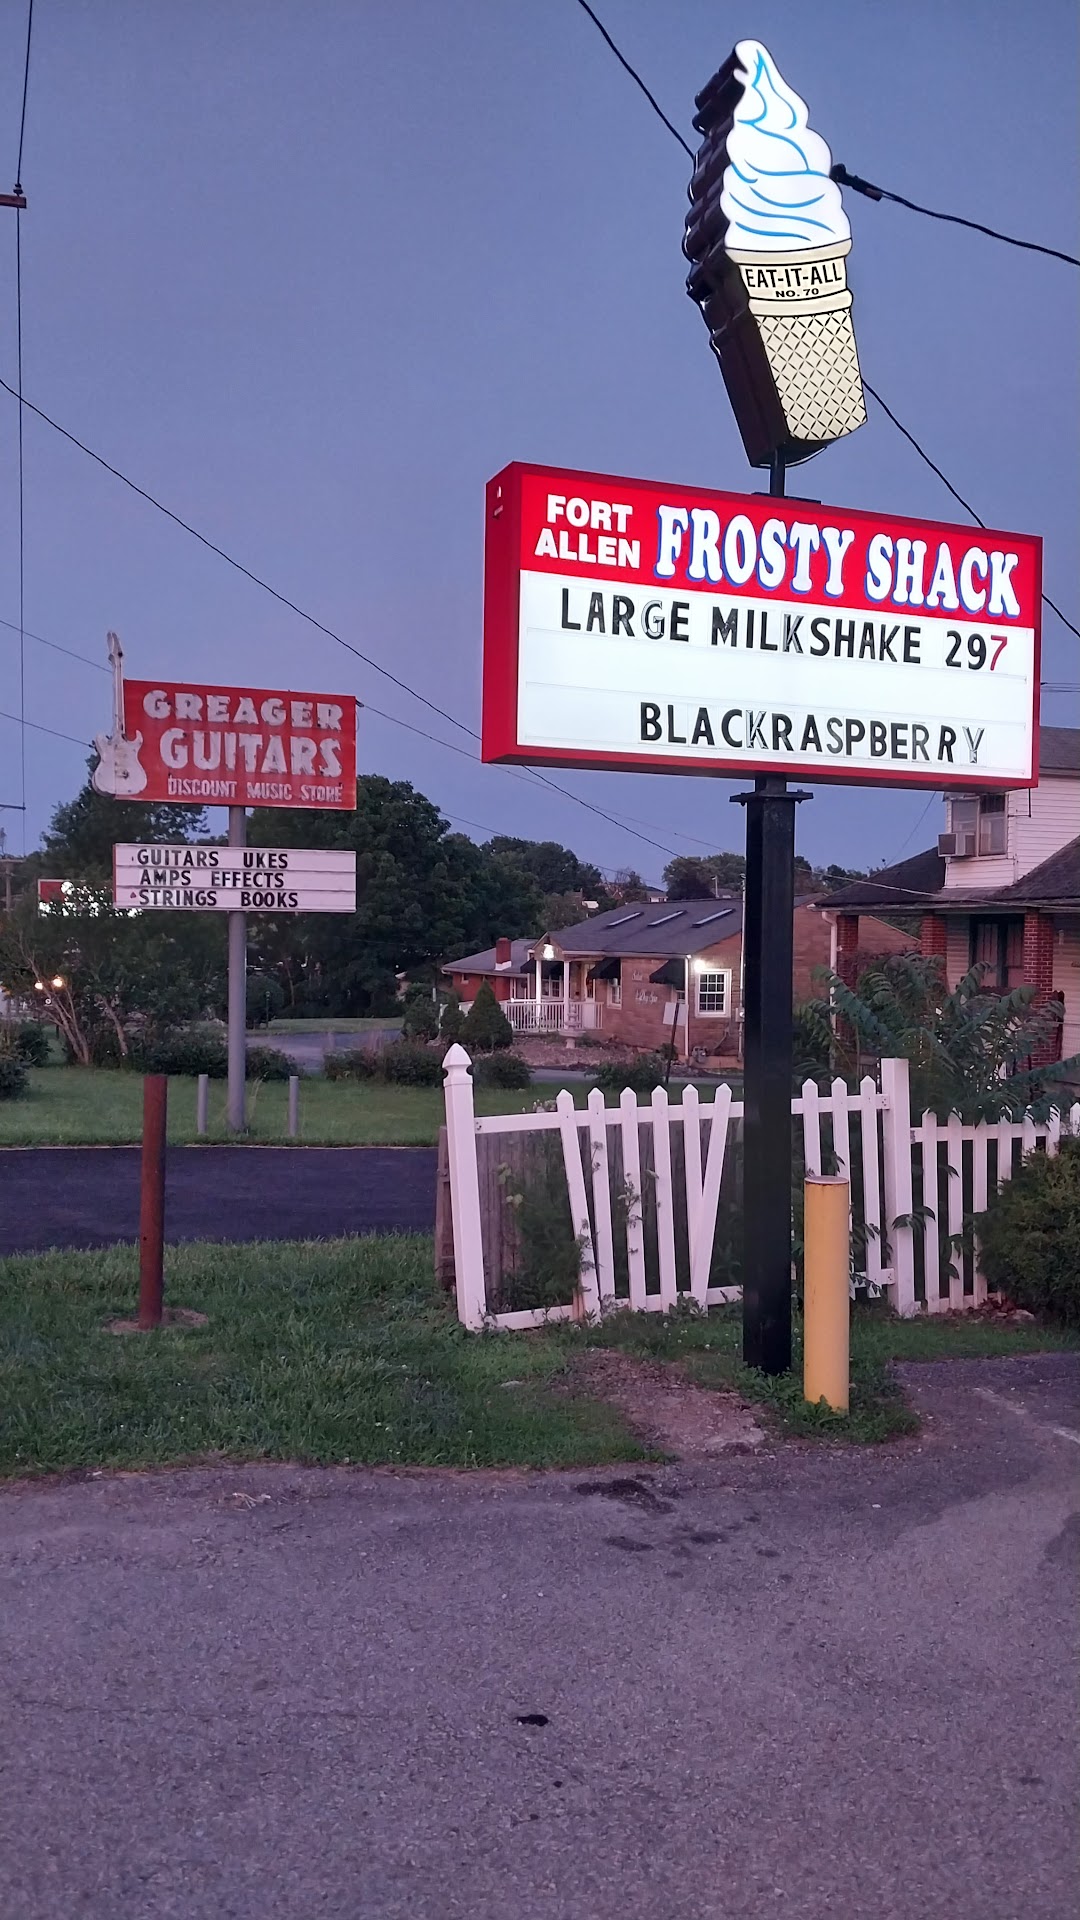 EAT-IT-ALL
NO. 70
FORT
ALLEN
FROSTY SHACK
LARGE MILKSHAKE 297
BLACKRASPBERRY
GREAGER
GUITARS
DISCOUNT MUSIC STORE
GUITARS UKES
AMPS EFFECTS
STRINGS BOOKS